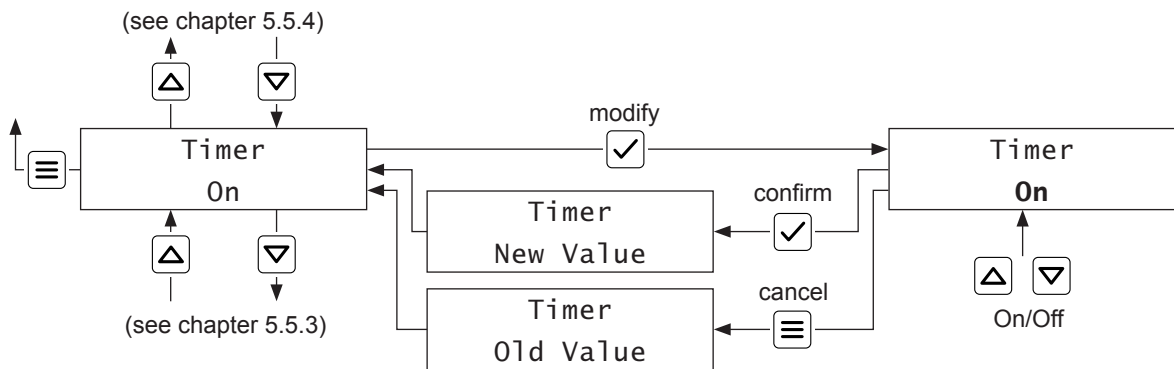 (see chapter 5.5.4)
modify
Timer
On
Timer
On
confirm
Timer
New Value
cancel
Timer
Old Value
On/Off
(see chapter 5.5.3)